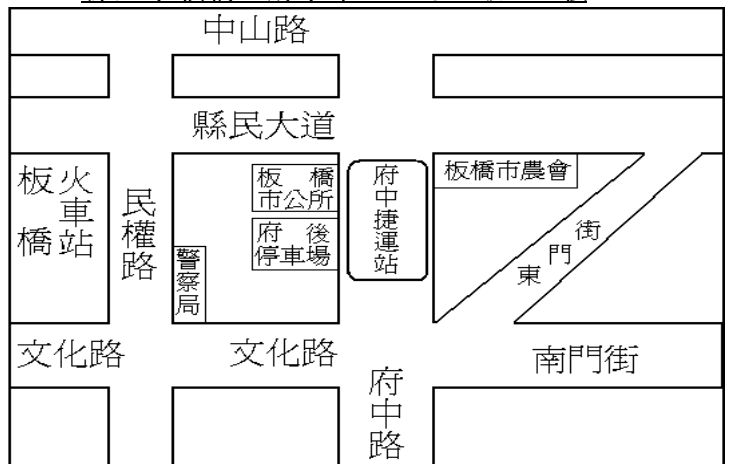 中山路
縣民大道
板橋
火車站
民權路
板橋
市公所
府後
停車場
警察局
府中捷運站
板橋市農會
東門街
文化路
文化路
南門街
府中路